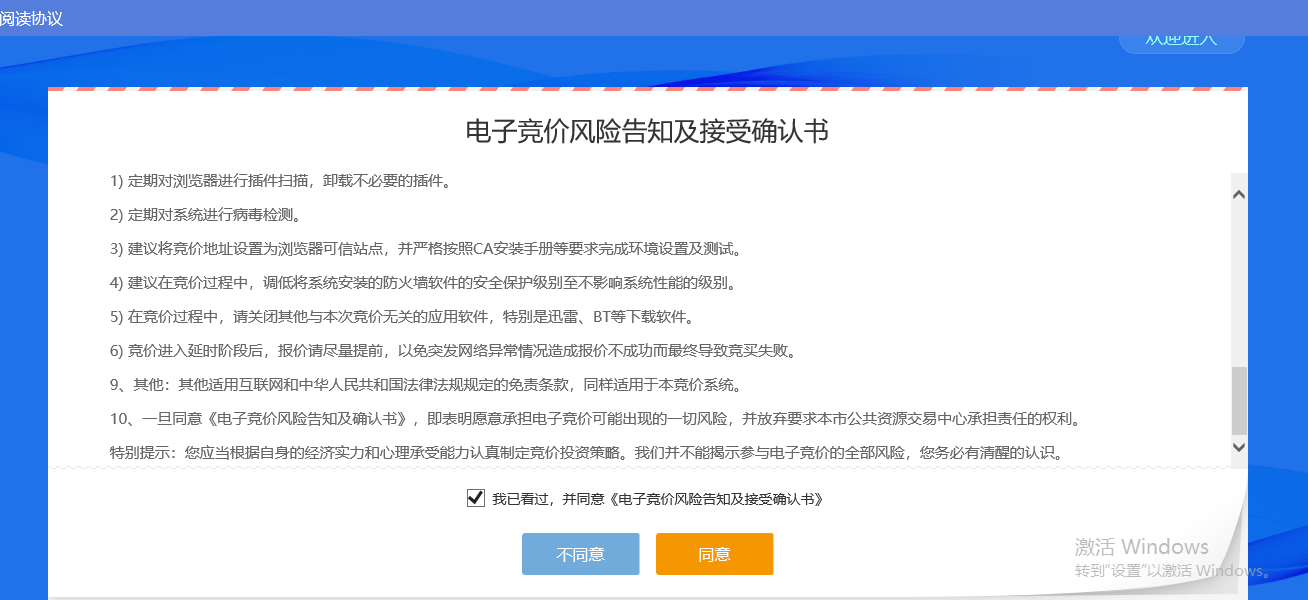 阅读协议
欢迎进入
电子竞价风险告知及接受确认书
1) 定期对浏览器进行插件扫描，卸载不必要的插件。
2) 定期对系统进行病毒检测。
3) 建议将竞价地址设置为浏览器可信站点，并严格按照CA安装手册等要求完成环境设置及测试。
4) 建议在竞价过程中，调低将系统安装的防火墙软件的安全保护级别至不影响系统性能的级别。
5) 在竞价过程中，请关闭其他与本次竞价无关的应用软件，特别是迅雷、BT等下载软件。
6) 竞价进入延时阶段后，报价请尽量提前，以免突发网络异常情况造成报价不成功而最终导致竞买失败。
9、其他：其他适用互联网和中华人民共和国法律法规规定的免责条款，同样适用于本竞价系统。
10、一旦同意《电子竞价风险告知及确认书》，即表明愿意承担电子竞价可能出现的一切风险，并放弃要求本市公共资源交易中心承担责任的权利。
特别提示：您应当根据自身的经济实力和心理承受能力认真制定竞价投资策略。我们并不能揭示参与电子竞价的全部风险，您务必有清醒的认识。
我已看过，并同意《电子竞价风险告知及接受确认书》
不同意 同意
激活 Windows
转到"设置"以激活 Windows。